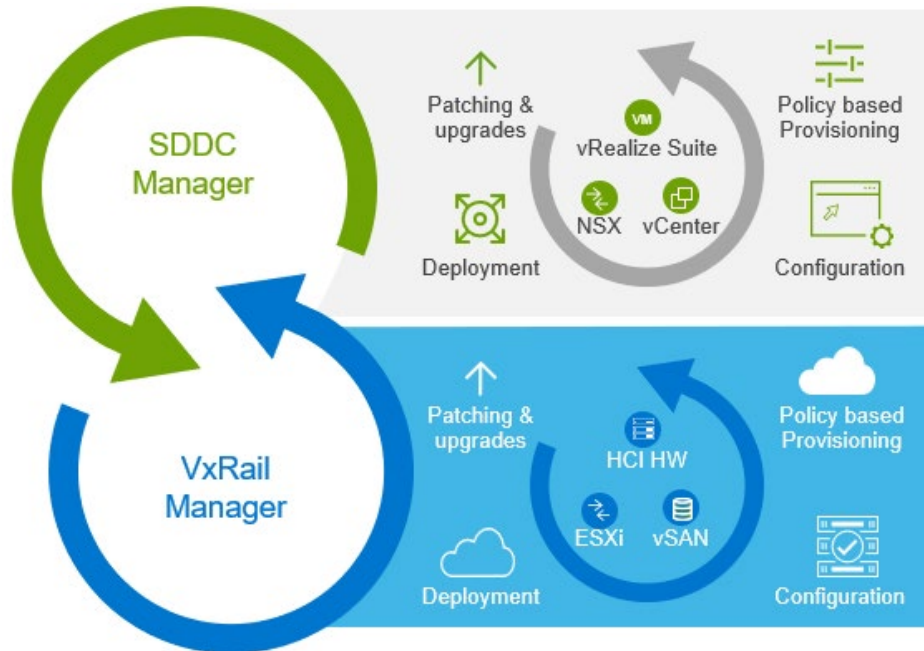 SDDC
Manager
Patching &
upgrades
VM
vRealize Suite
NSX
vCenter
Policy based
Provisioning
Deployment
Configuration
VxRail
Manager
Patching &
upgrades
HCI HW
ESXi
vSAN
Policy based
Provisioning
Deployment
Configuration